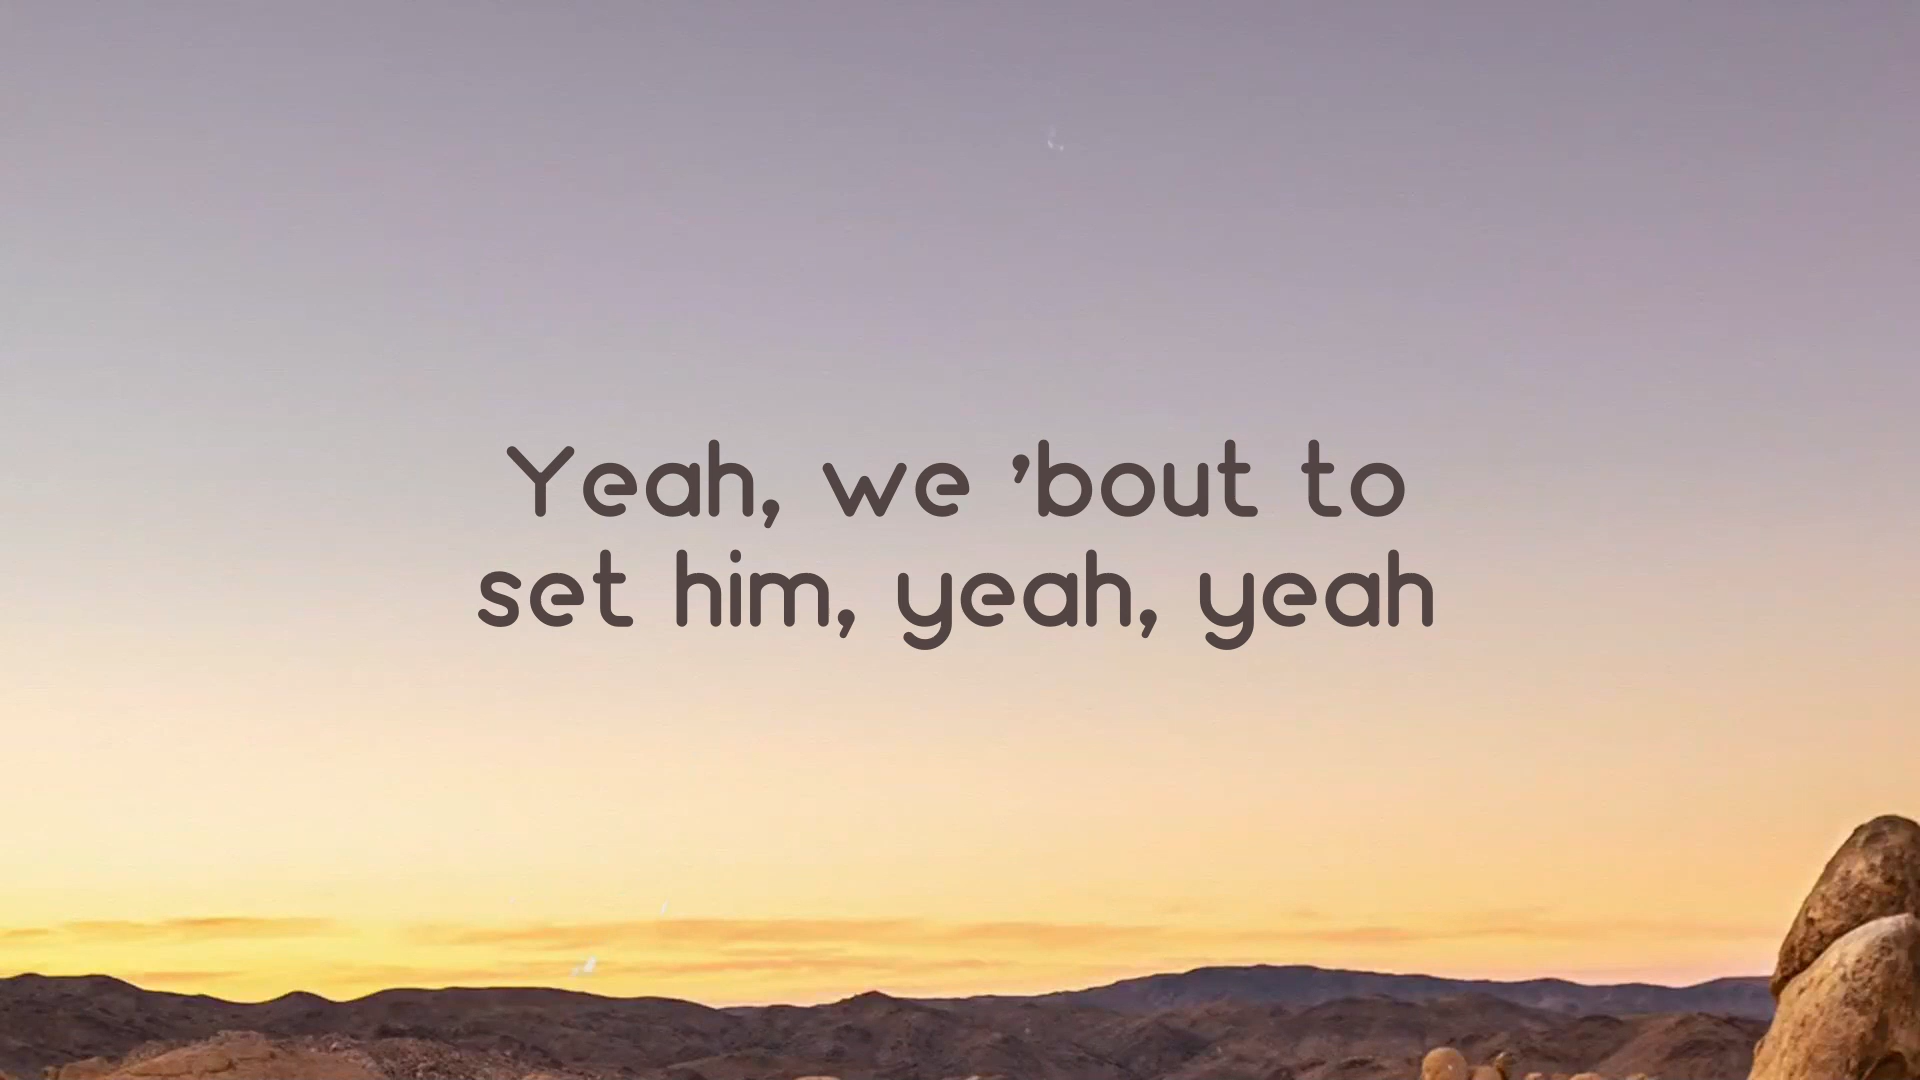 Yeah, we ’bout to
set him, yeah, yeah